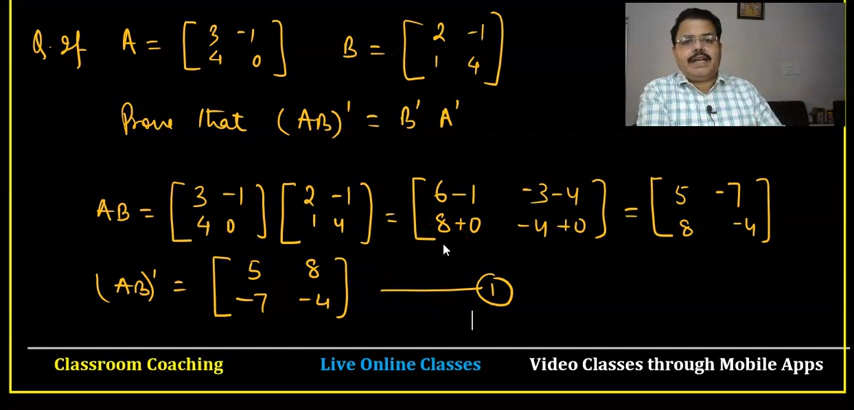 Q. If A = [3 -1 4 0] B = [2 -1 1 4]
Prove that (AB)' = B' A'
AB = [3 -1 4 0] [2 -1 1 4] = [6-1 -3-4 8+0 -4+0] = [5 -7 8 -4]
(AB)' = [5 8 -7 -4] ——— 1
Classroom Coaching Live Online Classes Video Classes through Mobile Apps